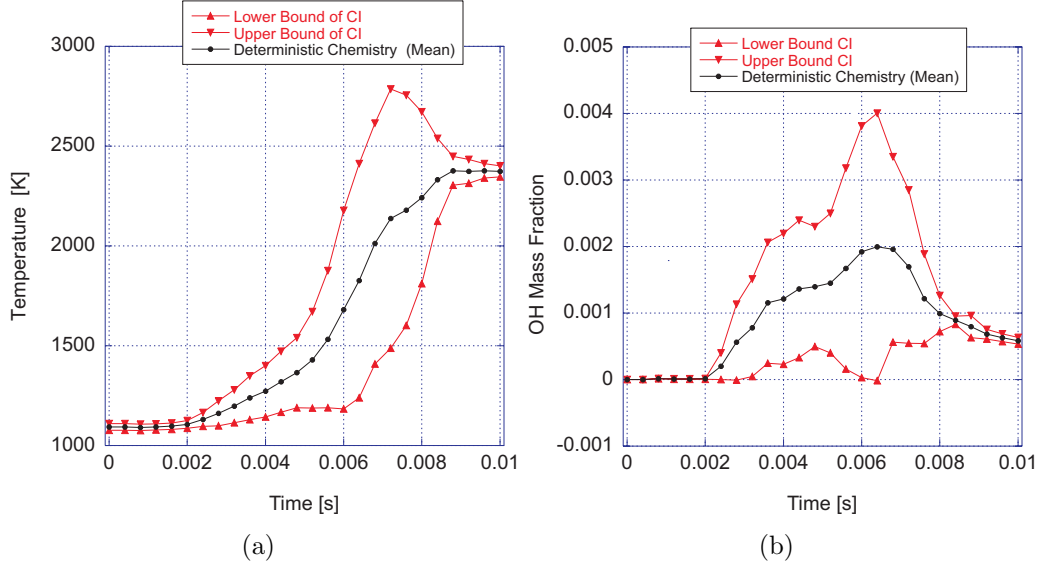 Lower Bound of CI
Upper Bound of CI
Deterministic Chemistry (Mean)
3000
2500
2000
1500
1000
Temperature [K]
0 0.002 0.004 0.006 0.008 0.01
Time [s]
(a)
Lower Bound CI
Upper Bound CI
Deterministic Chemistry (Mean)
0.005
0.004
0.003
0.002
0.001
0
-0.001
OH Mass Fraction
0 0.002 0.004 0.006 0.008 0.01
Time [s]
(b)